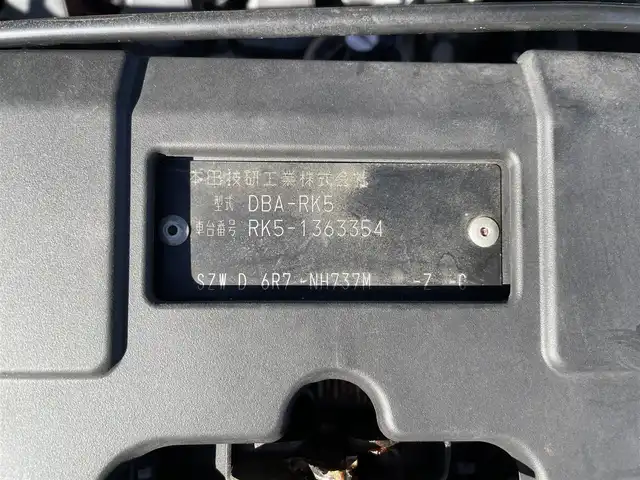 本田技研工業株式会社
型式 DBA-RK5
車台番号 RK5-1363354
SZW D 6R7 -NH737M -Z -C